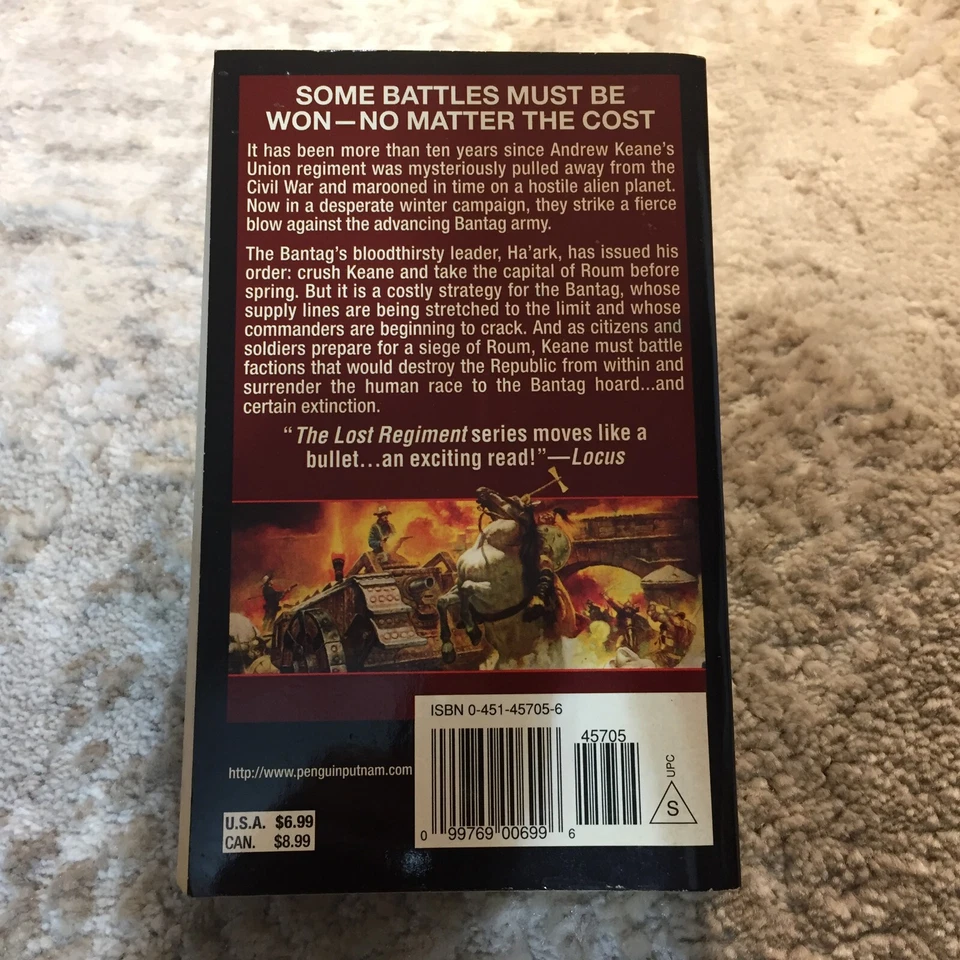 SOME BATTLES MUST BE
WON—NO MATTER THE COST
It has been more than ten years since Andrew Keane's
Union regiment was mysteriously pulled away from the
Civil War and marooned in time on a hostile alien planet.
Now in a desperate winter campaign, they strike a fierce
blow against the advancing Bantag army.
The Bantag's bloodthirsty leader, Ha'ark, has issued his
order: crush Keane and take the capital of Roum before
spring. But it is a costly strategy for the Bantag, whose
supply lines are being stretched to the limit and whose
commanders are beginning to crack. And as citizens and
soldiers prepare for a siege of Roum, Keane must battle
factions that would destroy the Republic from within and
surrender the human race to the Bantag hoard...and
certain extinction.
"The Lost Regiment series moves like a
bullet...an exciting read!"—Locus
ISBN 0-451-45705-6
45705
UPC
S
0 99769 00699 6
http://www.penguinputnam.com
U.S.A. $6.99
CAN. $8.99